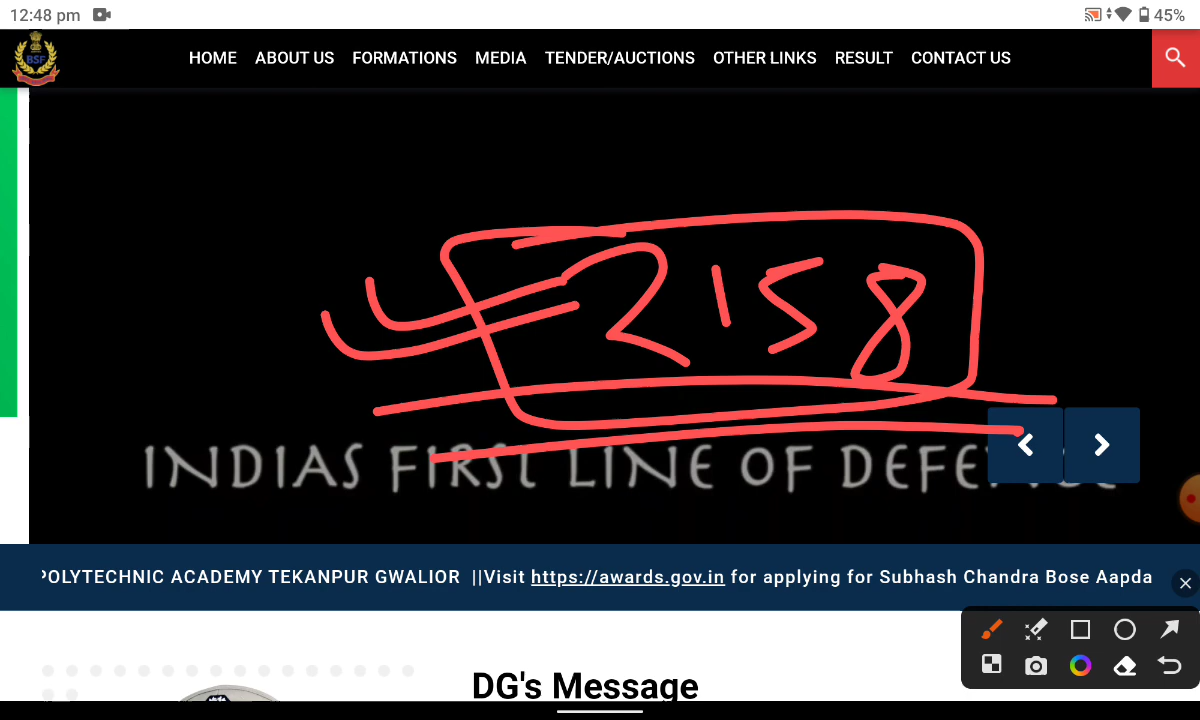 12:48 pm
45%
BSF
HOME ABOUT US FORMATIONS MEDIA TENDER/AUCTIONS OTHER LINKS RESULT CONTACT US
2158
INDIAS FIRST LINE OF
POLYTECHNIC ACADEMY TEKANPUR GWALIOR ||Visit https://awards.gov.in for applying for Subhash Chandra Bose Aapda
DG's Message